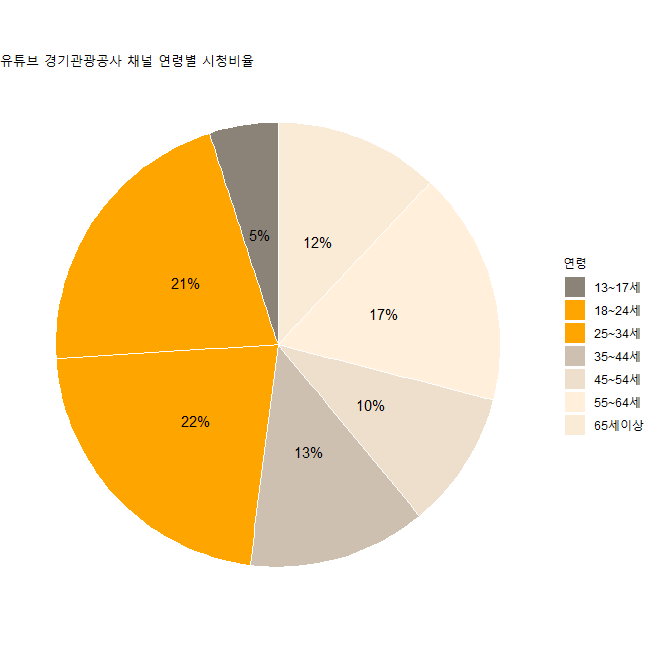 유튜브 경기관광공사 채널 연령별 시청비율
5%
12%
21%
17%
22%
10%
13%
연령
13~17세
18~24세
25~34세
35~44세
45~54세
55~64세
65세이상